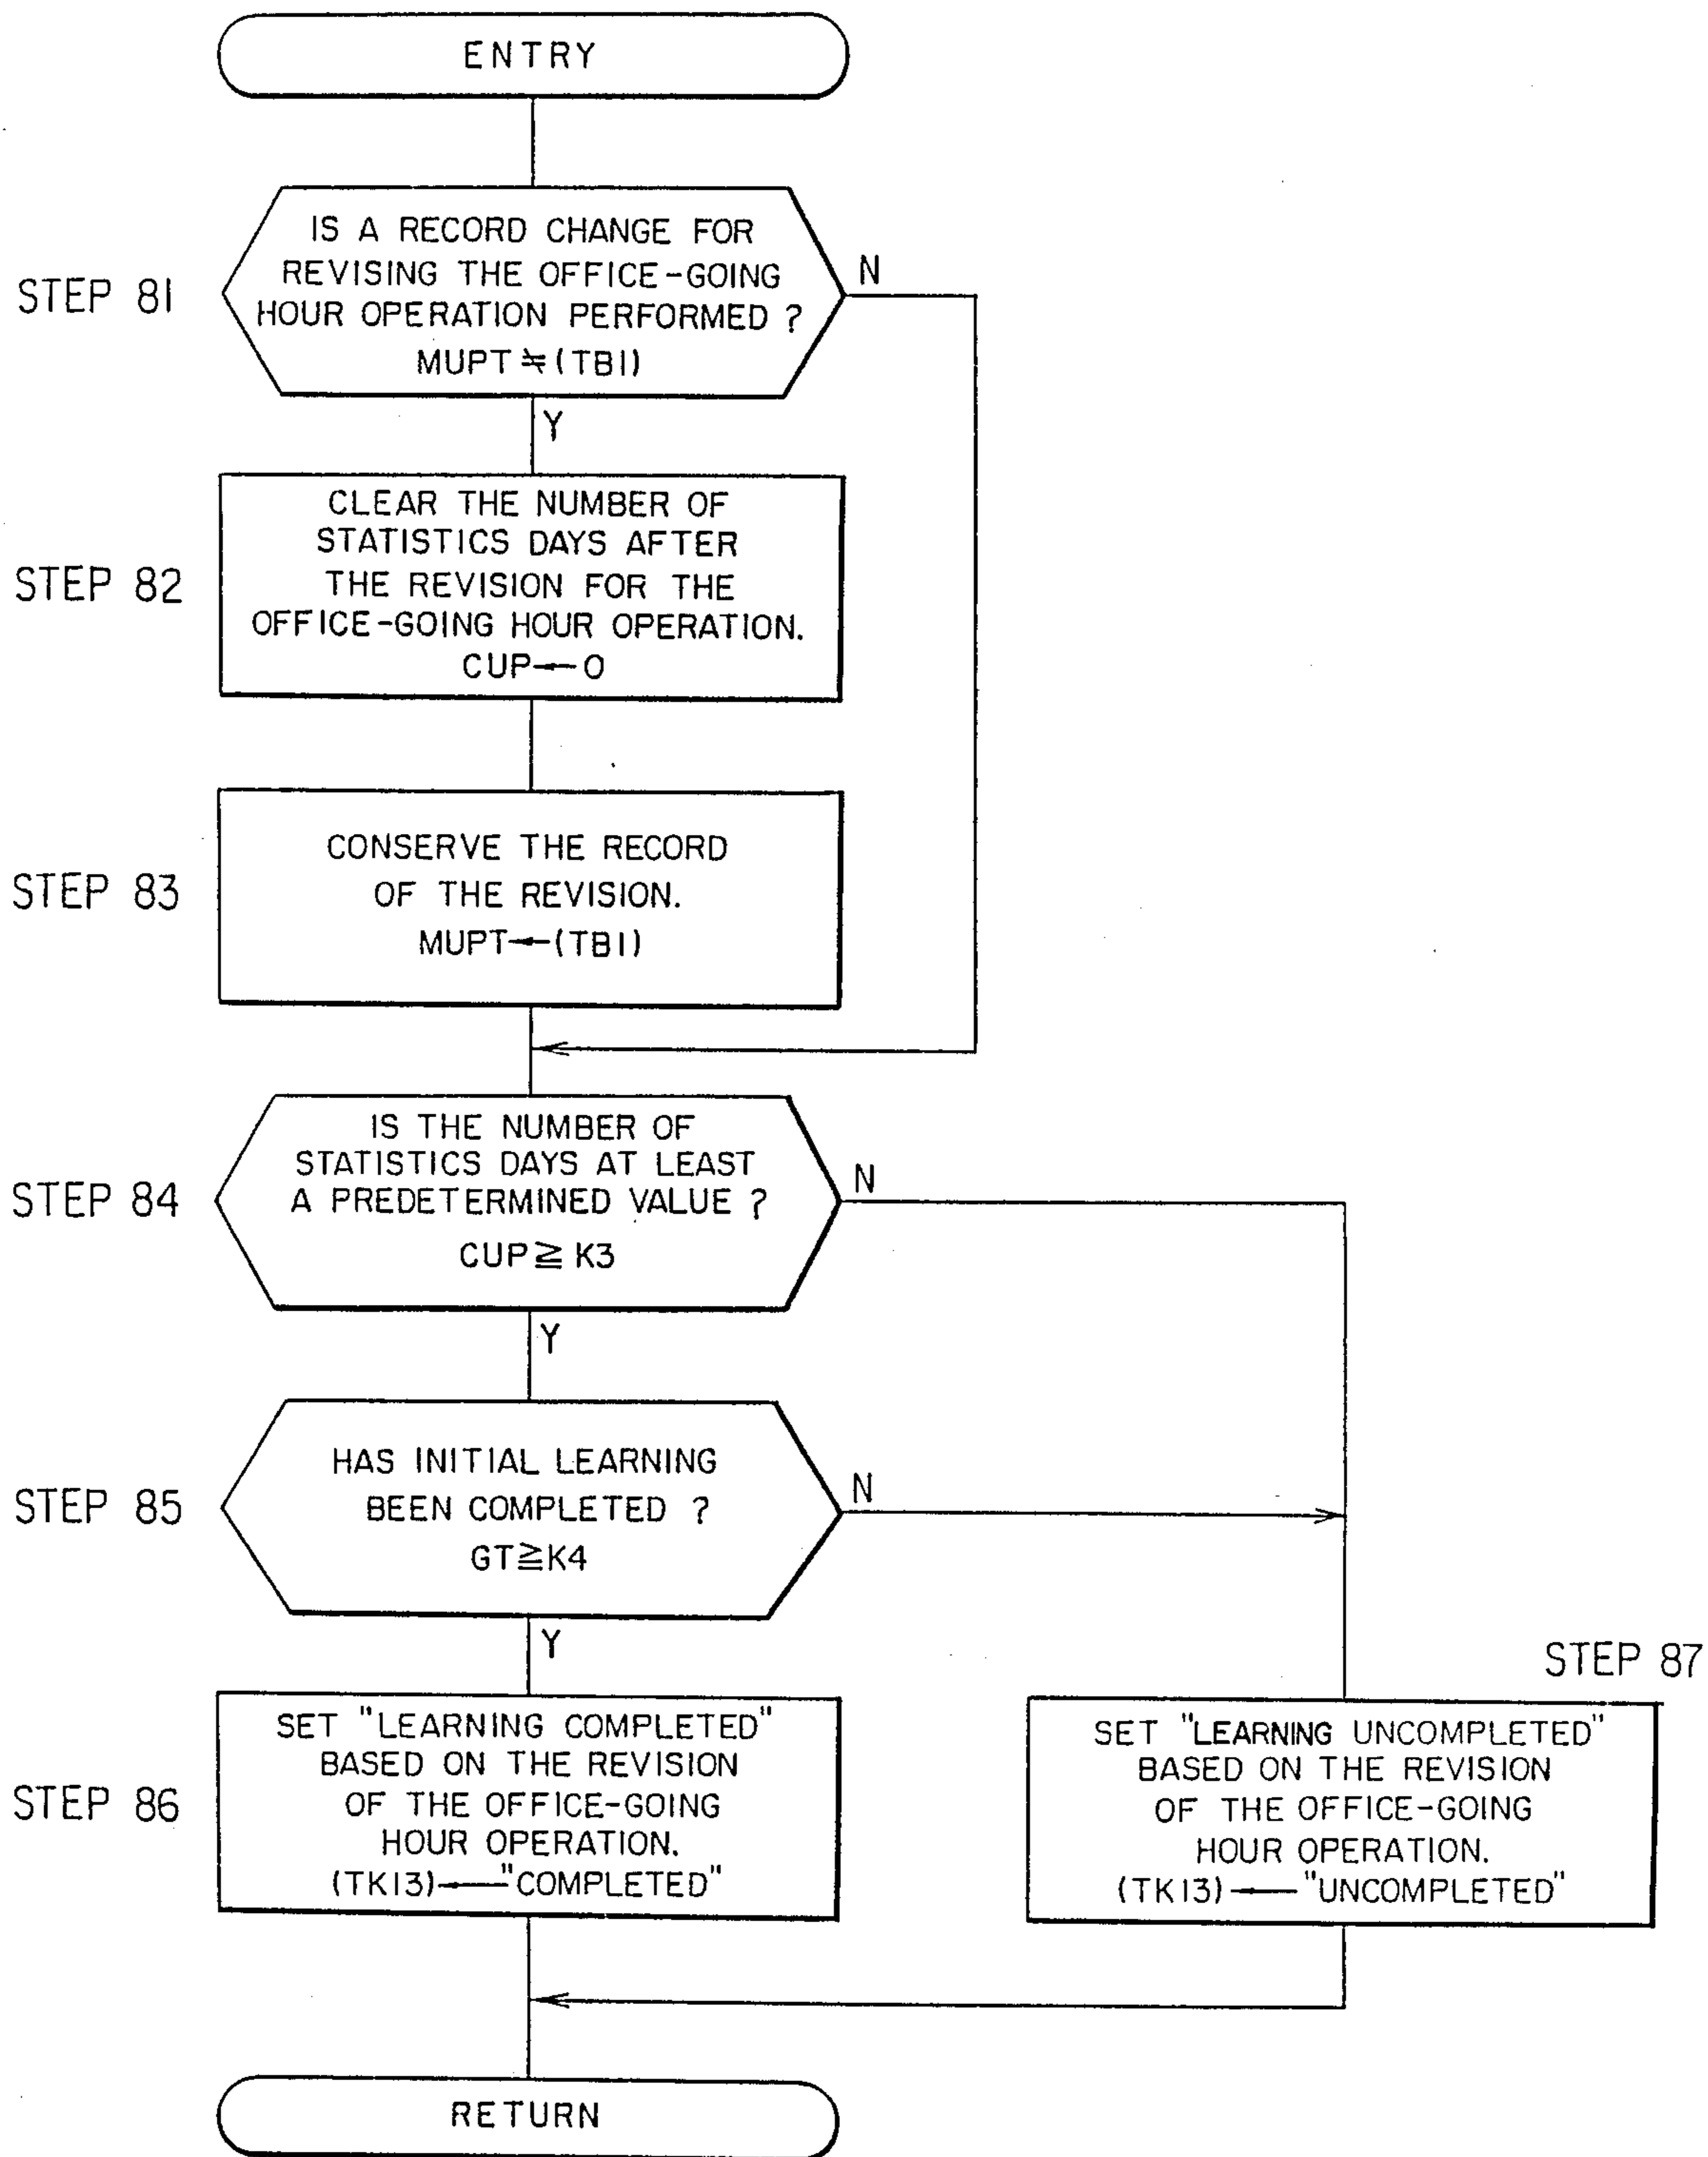 ENTRY
STEP 81
IS A RECORD CHANGE FOR
REVISING THE OFFICE-GOING
HOUR OPERATION PERFORMED ?
MUPT ≒ (TB1)
N
Y
STEP 82
CLEAR THE NUMBER OF
STATISTICS DAYS AFTER
THE REVISION FOR THE
OFFICE-GOING HOUR OPERATION.
CUP ← 0
STEP 83
CONSERVE THE RECORD
OF THE REVISION.
MUPT ← (TB1)
STEP 84
IS THE NUMBER OF
STATISTICS DAYS AT LEAST
A PREDETERMINED VALUE ?
CUP ≧ K3
N
Y
STEP 85
HAS INITIAL LEARNING
BEEN COMPLETED ?
GT ≧ K4
N
Y
STEP 86
SET "LEARNING COMPLETED"
BASED ON THE REVISION
OF THE OFFICE-GOING
HOUR OPERATION.
(TK13) ← "COMPLETED"
STEP 87
SET "LEARNING UNCOMPLETED"
BASED ON THE REVISION
OF THE OFFICE-GOING
HOUR OPERATION.
(TK13) ← "UNCOMPLETED"
RETURN